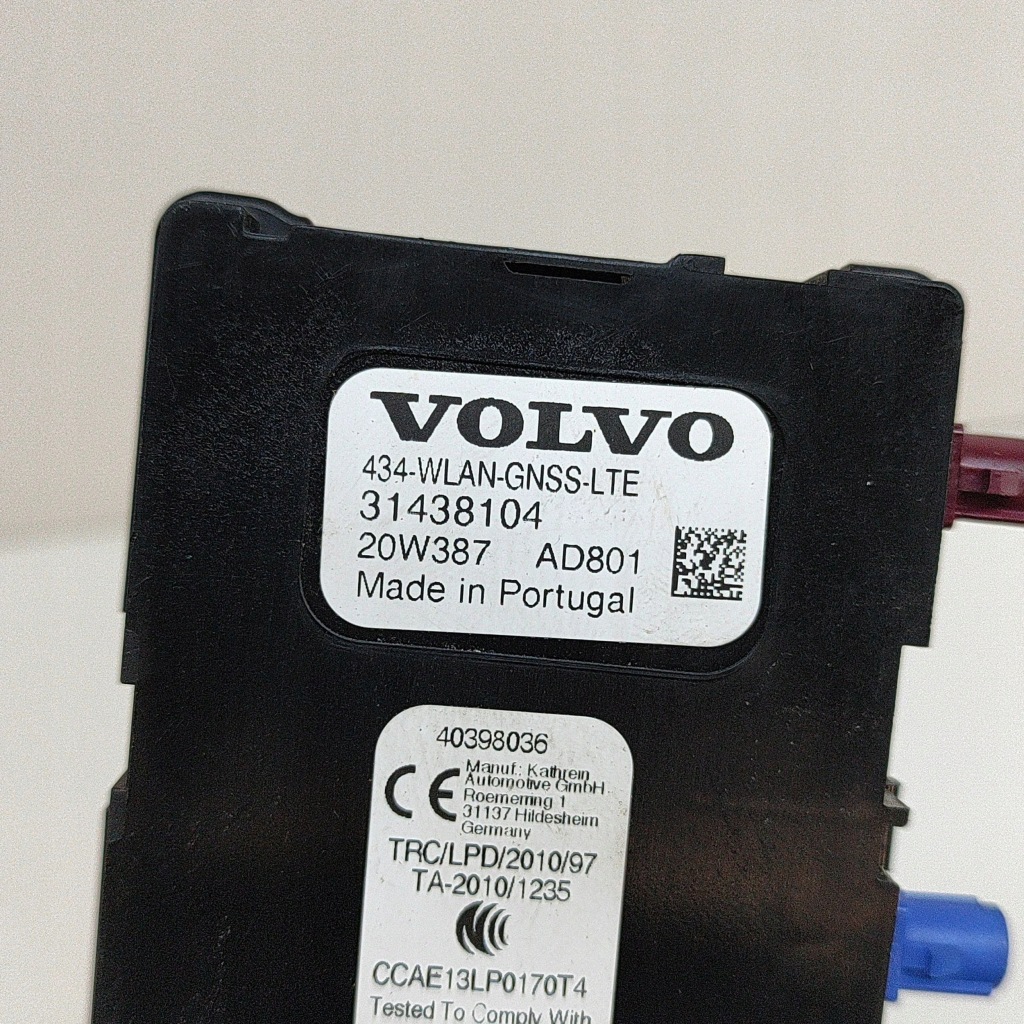 VOLVO
434-WLAN-GNSS-LTE
31438104
20W387 AD801
Made in Portugal
40398036
CE
Manuf.: Kathrein
Automotive GmbH
Roemerring 1
31137 Hildesheim
Germany
TRC/LPD/2010/97
TA-2010/1235
CCAE13LP0170T4
Tested To Comply With